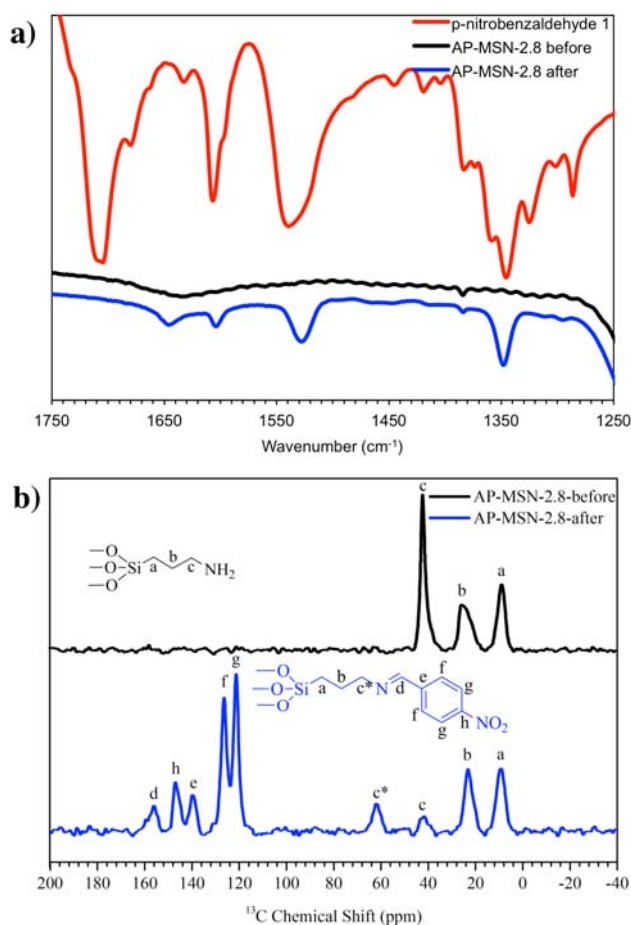 a)
p-nitrobenzaldehyde 1
AP-MSN-2.8 before
AP-MSN-2.8 after
1750 1650 1550 1450 1350 1250
Wavenumber (cm⁻¹)
b)
c
AP-MSN-2.8-before
AP-MSN-2.8-after
O
O Si NH₂
O
a b c
b
a
g
f
O
O Si N NO₂
O
a b c* d e f g h f g
d
h
e
c*
c
b
a
200 180 160 140 120 100 80 60 40 20 0 -20 -40
¹³C Chemical Shift (ppm)